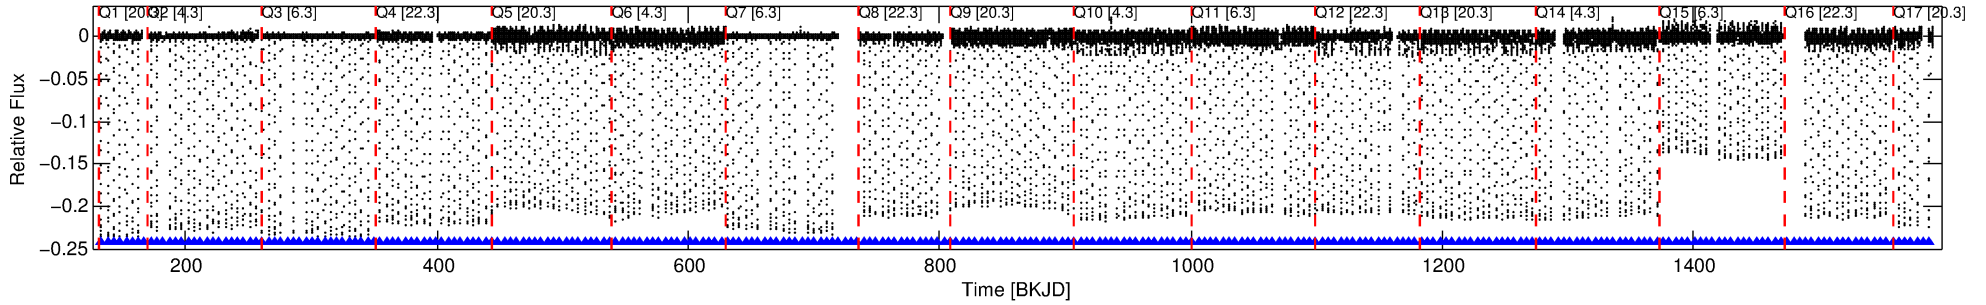 Q1 [20.3] Q2 [4.3] Q3 [6.3] Q4 [22.3] Q5 [20.3] Q6 [4.3] Q7 [6.3] Q8 [22.3] Q9 [20.3] Q10 [4.3] Q11 [6.3] Q12 [22.3] Q13 [20.3] Q14 [4.3] Q15 [6.3] Q16 [22.3] Q17 [20.3]
0
−0.05
−0.1
−0.15
−0.2
−0.25
Relative Flux
200 400 600 800 1000 1200 1400
Time [BKJD]